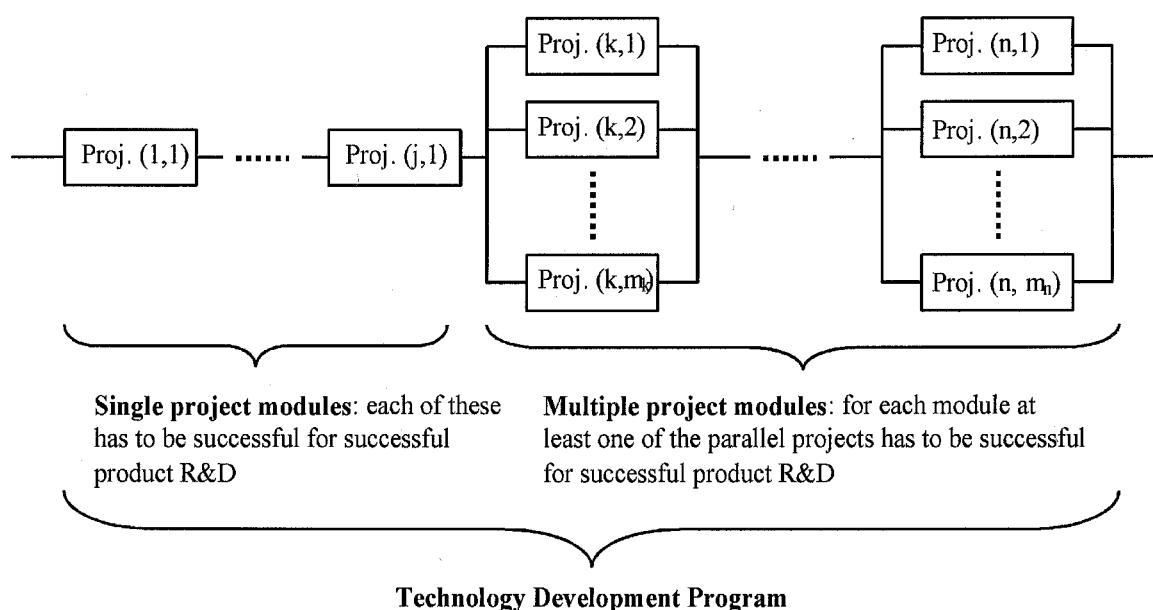 Proj. (1,1)
Proj. (j,1)
Proj. (k,1)
Proj. (k,2)
Proj. (k,mk)
Proj. (n,1)
Proj. (n,2)
Proj. (n, mn)
Single project modules: each of these
has to be successful for successful
product R&D
Multiple project modules: for each module at
least one of the parallel projects has to be successful
for successful product R&D
Technology Development Program